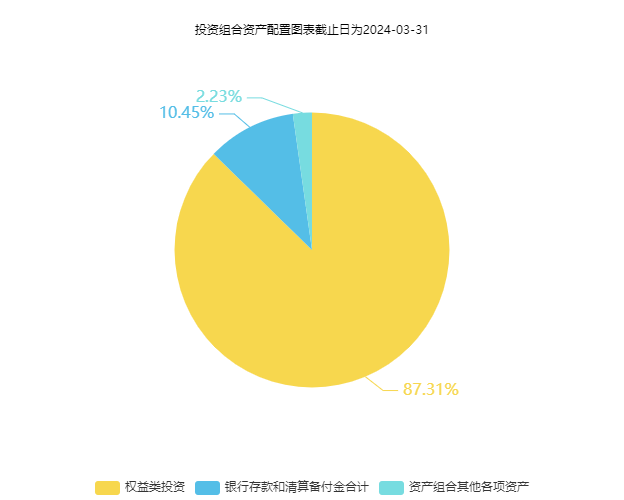 投资组合资产配置图表截止日为2024-03-31
2.23%
10.45%
87.31%
权益类投资 银行存款和清算备付金合计 资产组合其他各项资产